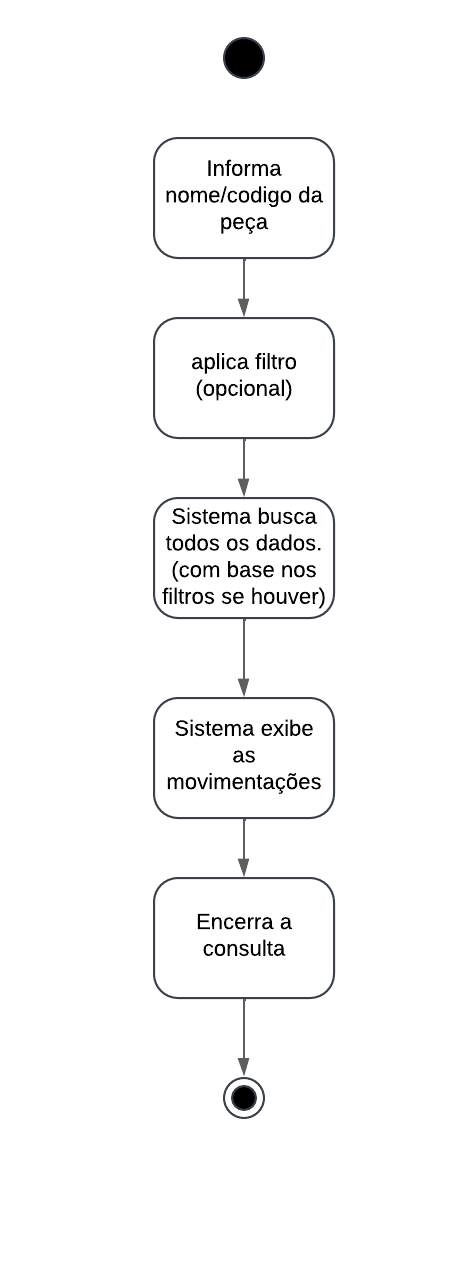 Informa
nome/codigo da
peça
aplica filtro
(opcional)
Sistema busca
todos os dados.
(com base nos
filtros se houver)
Sistema exibe
as
movimentações
Encerra a
consulta